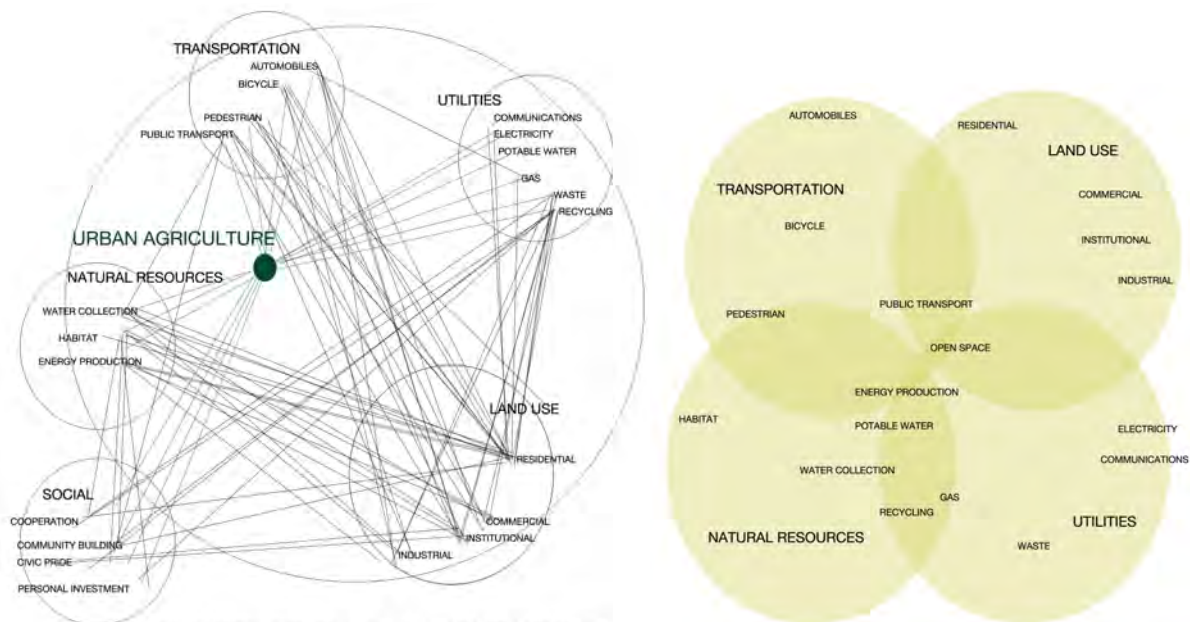 TRANSPORTATION
AUTOMOBILES
BICYCLE
PEDESTRIAN
PUBLIC TRANSPORT
UTILITIES
COMMUNICATIONS
ELECTRICITY
POTABLE WATER
GAS
WASTE
RECYCLING
URBAN AGRICULTURE
NATURAL RESOURCES
WATER COLLECTION
HABITAT
ENERGY PRODUCTION
LAND USE
RESIDENTIAL
COMMERCIAL
INSTITUTIONAL
INDUSTRIAL
SOCIAL
COOPERATION
COMMUNITY BUILDING
CIVIC PRIDE
PERSONAL INVESTMENT
AUTOMOBILES
TRANSPORTATION
BICYCLE
PEDESTRIAN
PUBLIC TRANSPORT
RESIDENTIAL
LAND USE
COMMERCIAL
INSTITUTIONAL
INDUSTRIAL
OPEN SPACE
ENERGY PRODUCTION
HABITAT
POTABLE WATER
WATER COLLECTION
RECYCLING
NATURAL RESOURCES
GAS
ELECTRICITY
COMMUNICATIONS
UTILITIES
WASTE